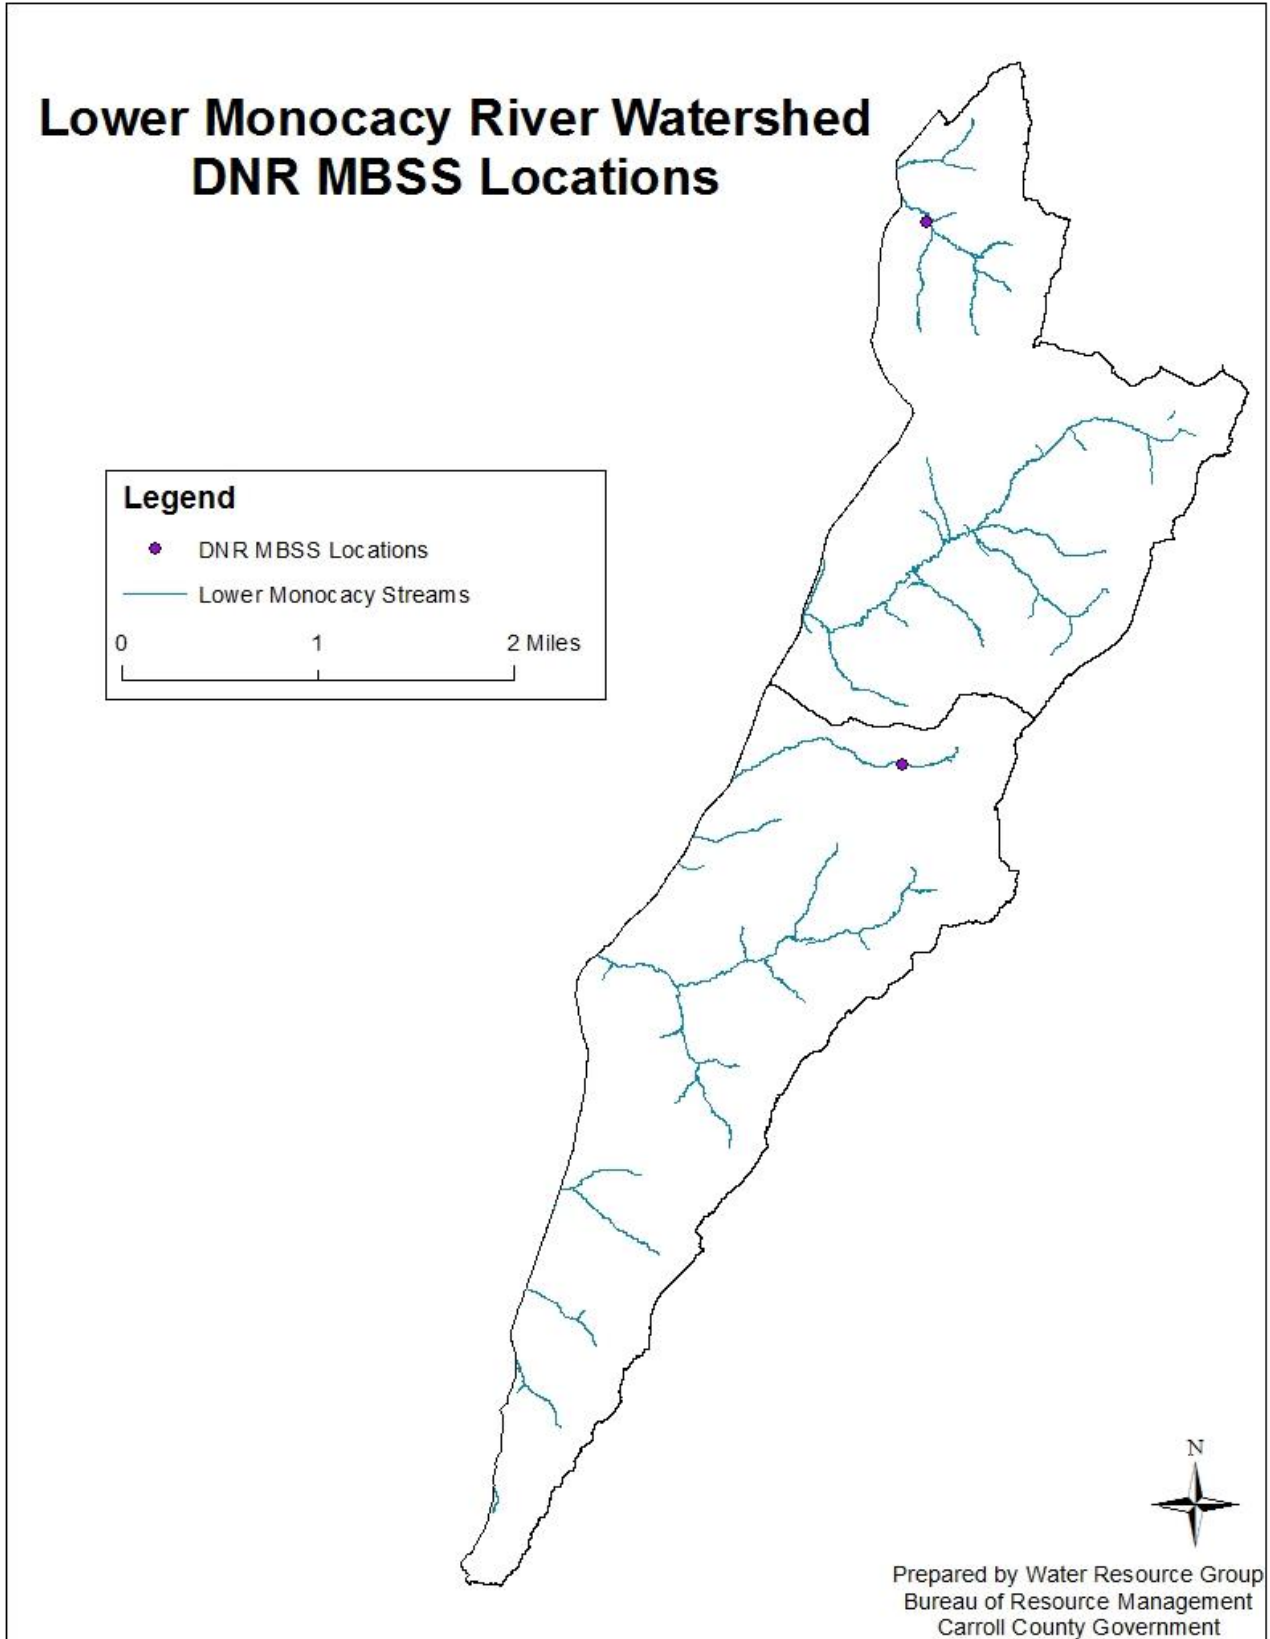 Lower Monocacy River Watershed
DNR MBSS Locations
Legend
DNR MBSS Locations
Lower Monocacy Streams
0 1 2 Miles
N
Prepared by Water Resource Group
Bureau of Resource Management
Carroll County Government